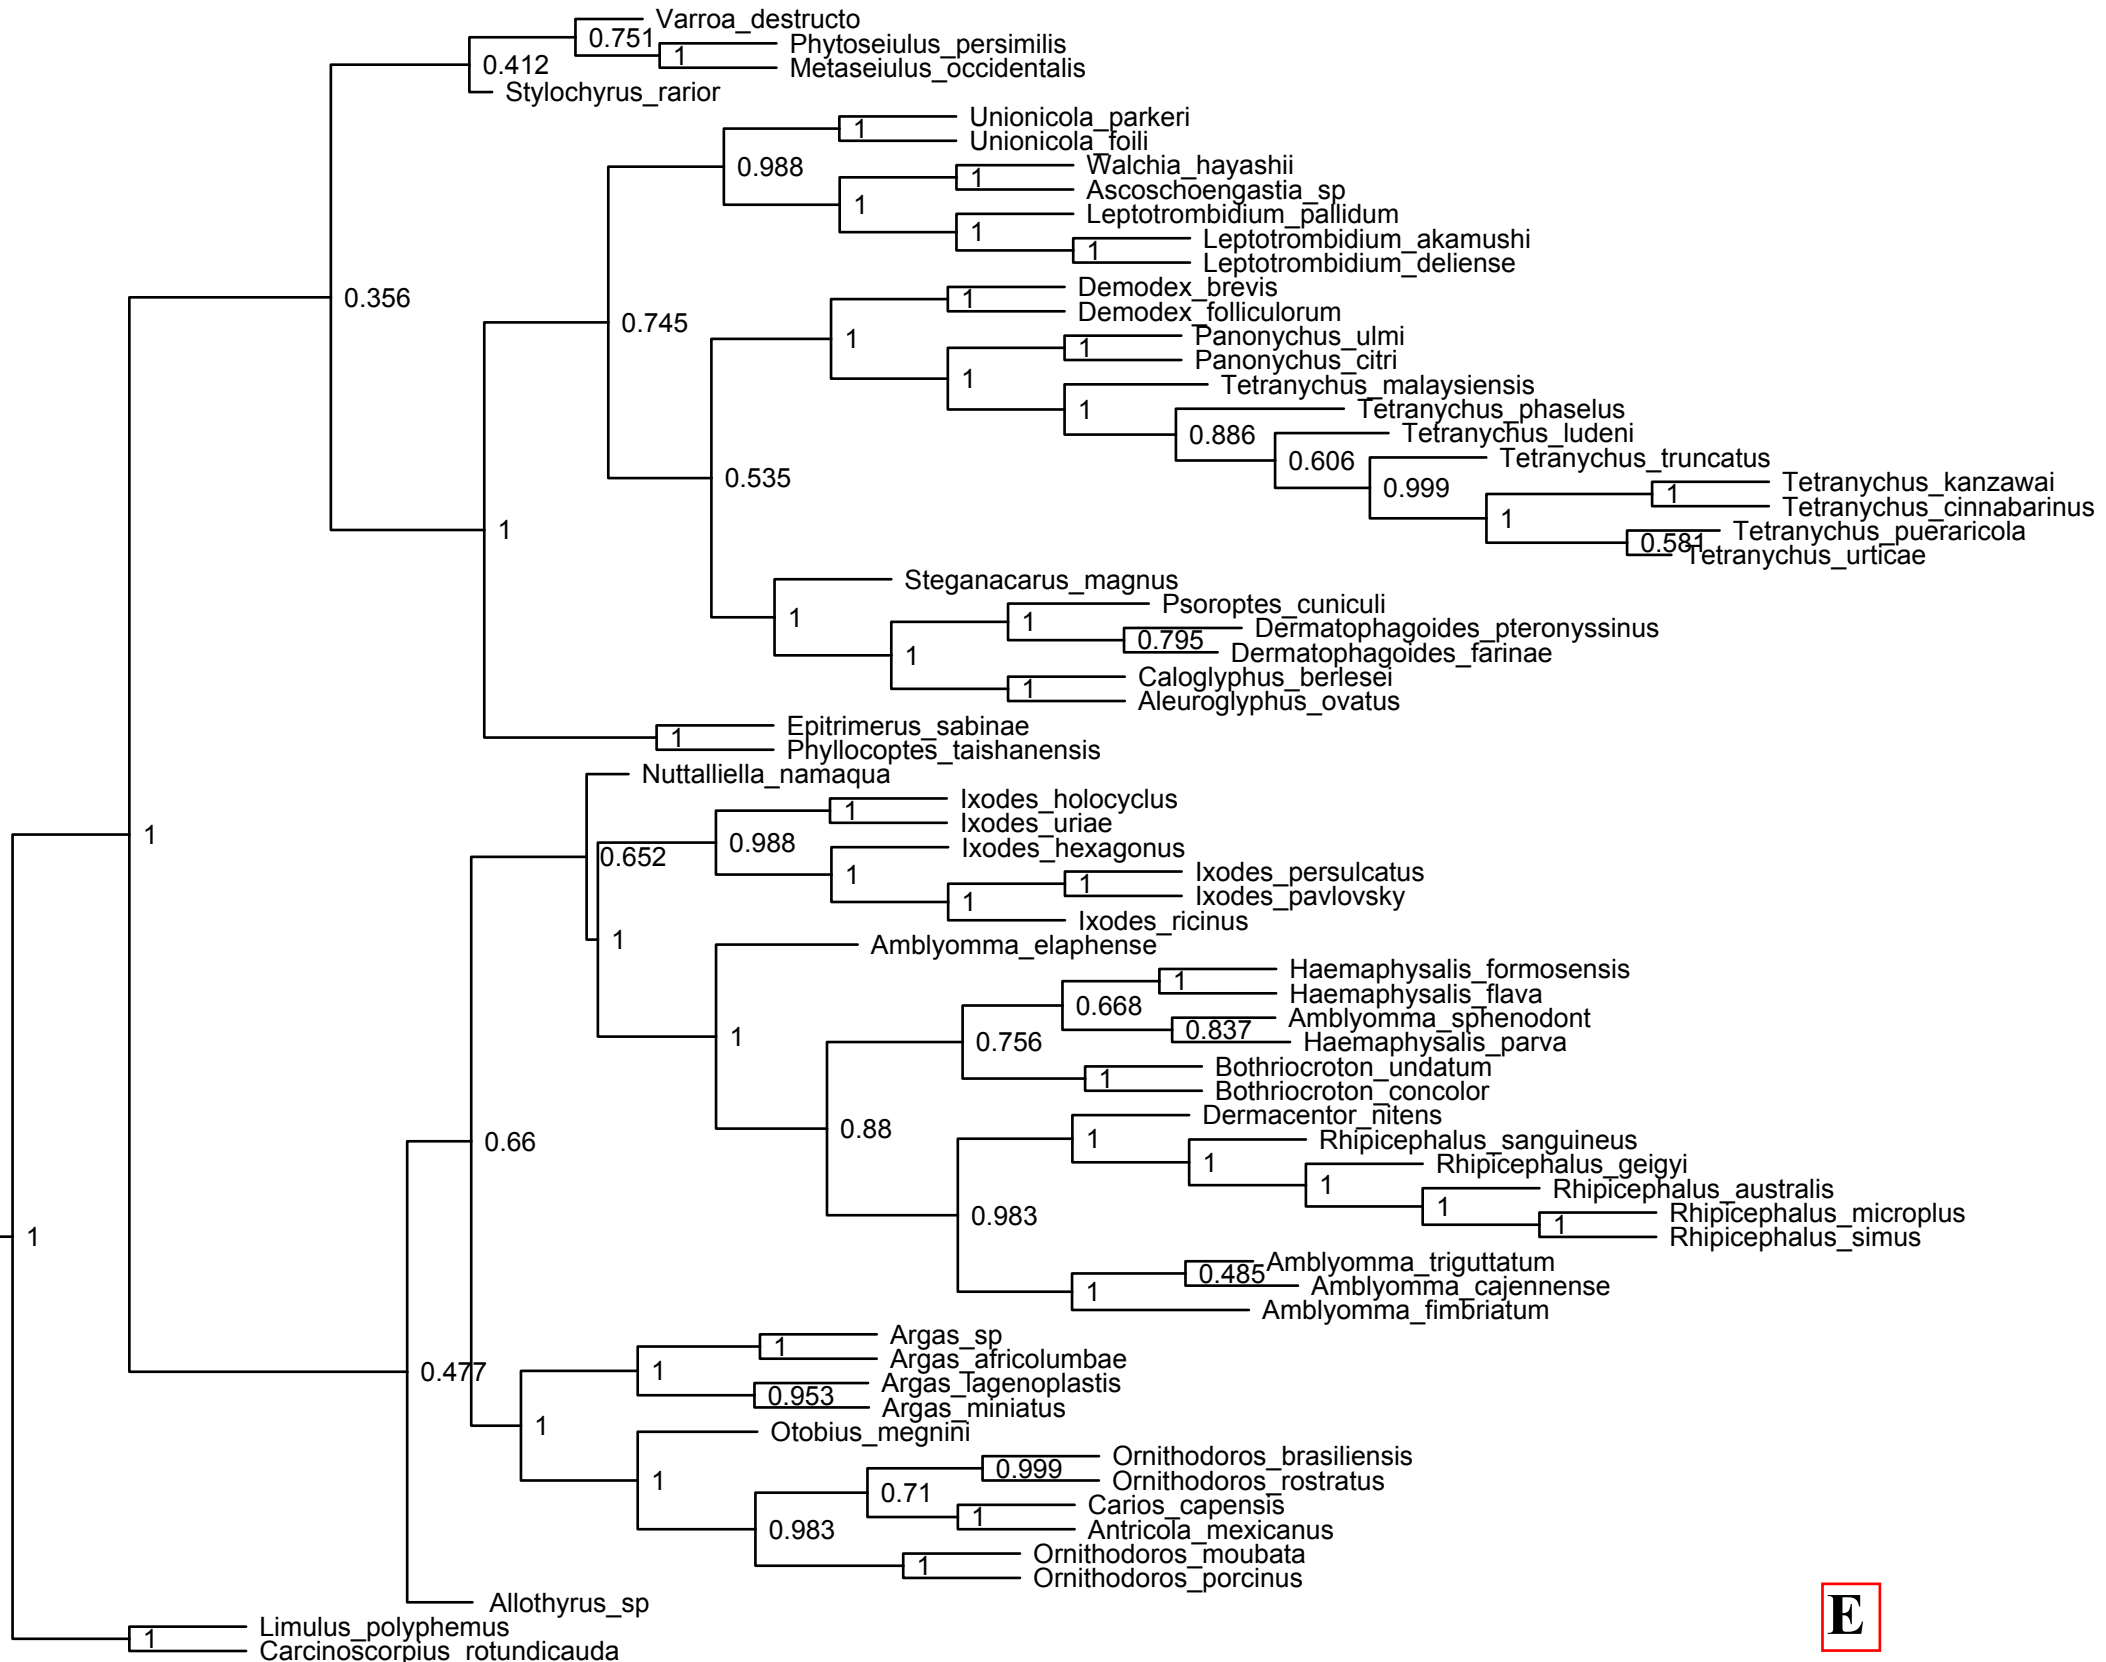 Varroa_destructo
0.751
Phytoseiulus_persimilis
1
Metaseiulus_occidentalis
0.412
Stylochyrus_rarior
Unionicola_parkeri
1
Unionicola_foili
0.988
Walchia_hayashii
1
Ascoschoengastia_sp
1
Leptotrombidium_pallidum
1
Leptotrombidium_akamushi
1
Leptotrombidium_deliense
0.356
0.745
Demodex_brevis
1
Demodex_folliculorum
1
Panonychus_ulmi
1
Panonychus_citri
1
Tetranychus_malaysiensis
1
Tetranychus_phaselus
0.886
Tetranychus_ludeni
0.606
Tetranychus_truncatus
0.535
0.999
Tetranychus_kanzawai
1
Tetranychus_cinnabarinus
1
Tetranychus_pueraricola
0.581
Tetranychus_urticae
1
Steganacarus_magnus
1
Psoroptes_cuniculi
1
Dermatophagoides_pteronyssinus
0.795
Dermatophagoides_farinae
1
Caloglyphus_berlesei
1
Aleuroglyphus_ovatus
Epitrimerus_sabinae
1
Phyllocoptes_taishanensis
Nuttalliella_namaqua
1
Ixodes_holocyclus
1
Ixodes_uriae
0.652
0.988
Ixodes_hexagonus
1
Ixodes_persulcatus
1
Ixodes_pavlovsky
1
Ixodes_ricinus
1
Amblyomma_elaphense
Haemaphysalis_formosensis
1
Haemaphysalis_flava
0.668
Amblyomma_sphenodont
0.837
Haemaphysalis_parva
1
0.756
Bothriocroton_undatum
1
Bothriocroton_concolor
0.88
Dermacentor_nitens
1
Rhipicephalus_sanguineus
1
Rhipicephalus_geigyi
1
Rhipicephalus_australis
1
Rhipicephalus_microplus
1
Rhipicephalus_simus
0.66
0.983
1
Amblyomma_triguttatum
0.485
Amblyomma_cajennense
1
Amblyomma_fimbriatum
Argas_sp
1
Argas_africolumbae
1
0.477
Argas_lagenoplastis
0.953
Argas_miniatus
1
Otobius_megnini
1
Ornithodoros_brasiliensis
0.999
Ornithodoros_rostratus
0.71
Carios_capensis
1
Antricola_mexicanus
0.983
Ornithodoros_moubata
1
Ornithodoros_porcinus
Allothyrus_sp
Limulus_polyphemus
1
Carcinoscorpius_rotundicauda
E